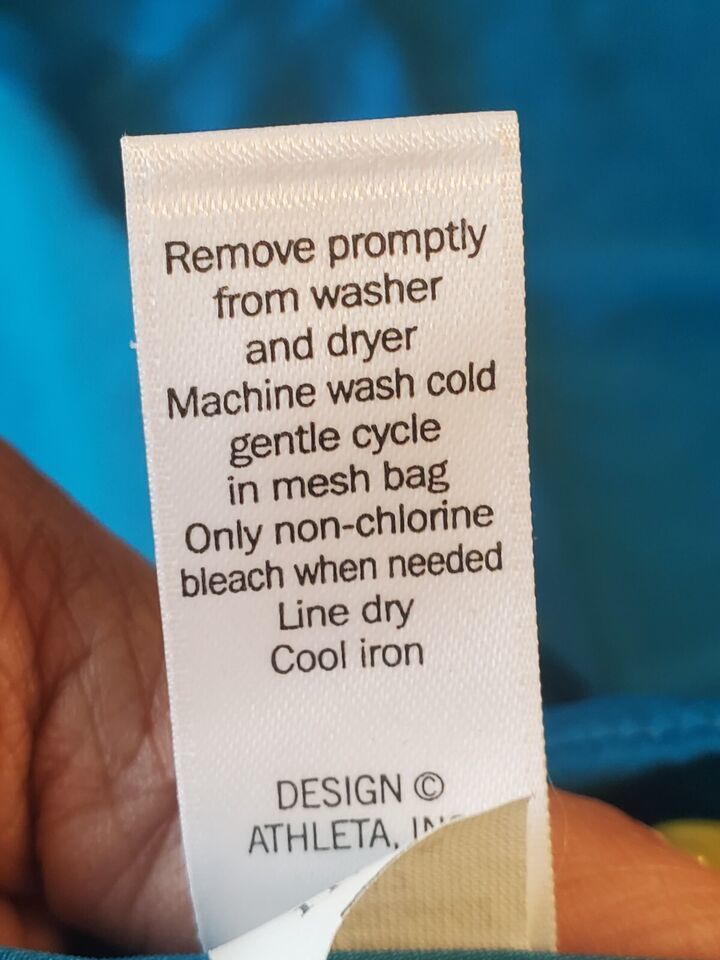 Remove promptly
from washer
and dryer
Machine wash cold
gentle cycle
in mesh bag
Only non-chlorine
bleach when needed
Line dry
Cool iron
DESIGN ©
ATHLETA,